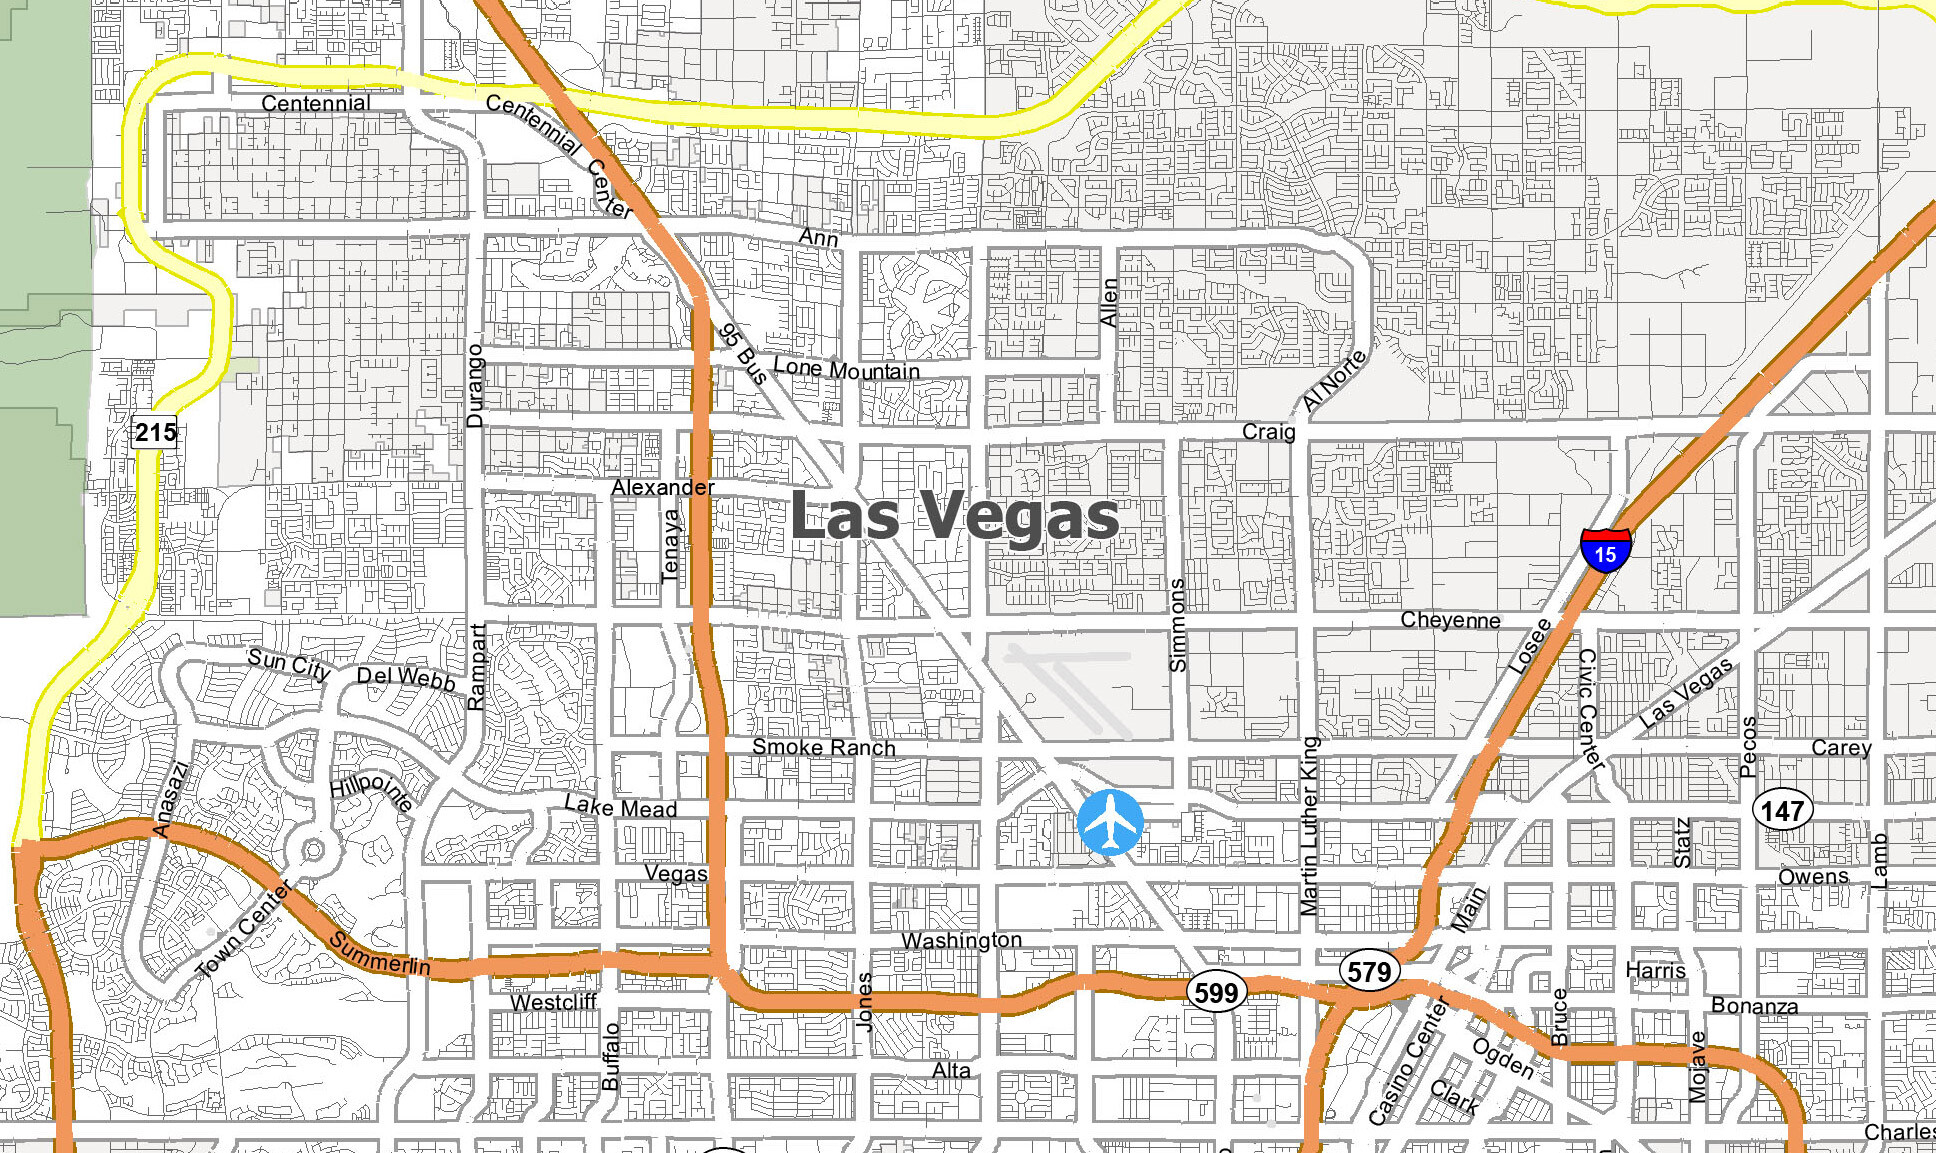 Centennial
Centennial Center
Center
Ann
Allen
95 Bus
Lone Mountain
Durango
Al Norte
215
Craig
Alexander
Las Vegas
Tenaya
15
Simmons
Cheyenne
Losee
Sun City
Del Webb
Rampart
Civic Center
Las Vegas
Smoke Ranch
Pecos
Carey
Anasazi
Hillpointe
Lake Mead
Martin Luther King
147
Statz
Lamb
Vegas
Owens
Town Center
Main
Summerlin
Washington
579
Harris
599
Westcliff
Jones
Bruce
Bonanza
Buffalo
Casino Center
Ogden
Mojave
Alta
Clark
Charles